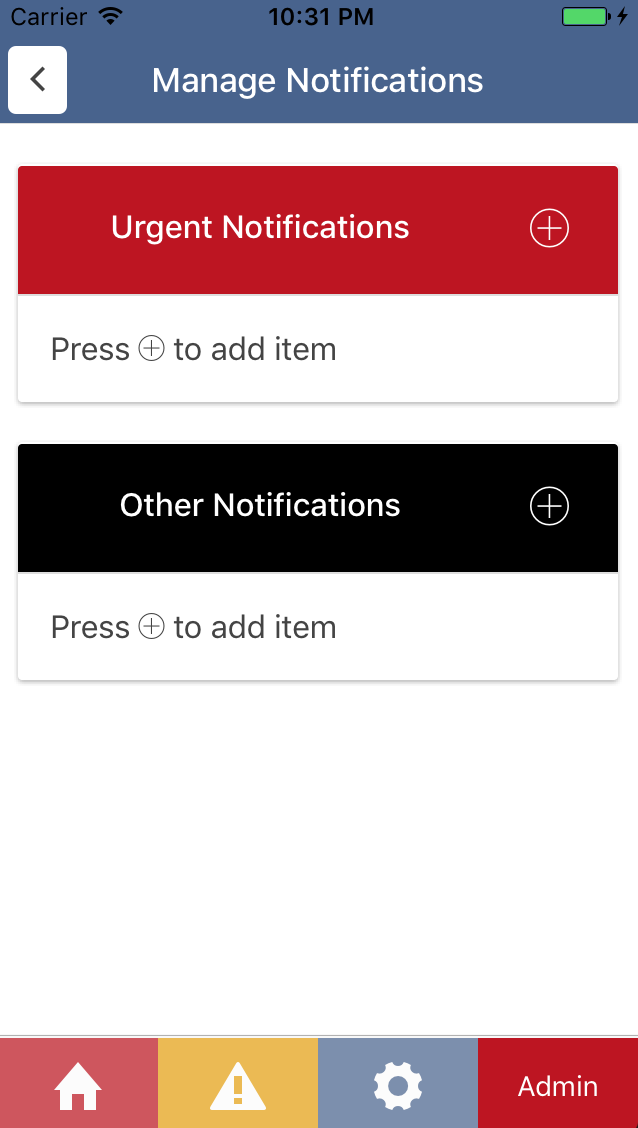 Carrier 10:31 PM
Manage Notifications
Urgent Notifications
Press ⊕ to add item
Other Notifications
Press ⊕ to add item
Admin